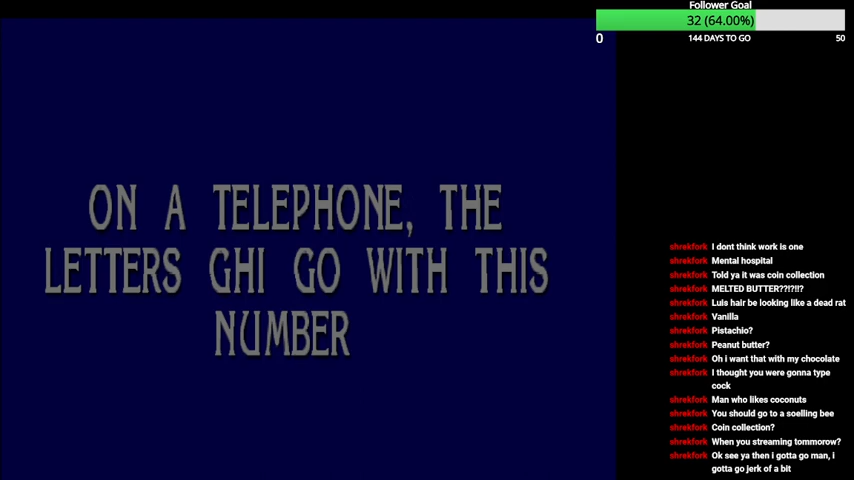 Follower Goal
32 (64.00%)
0 144 DAYS TO GO 50
ON A TELEPHONE, THE
LETTERS GHI GO WITH THIS
NUMBER
shrekfork I dont think work is one
shrekfork Mental hospital
shrekfork Told ya it was coin collection
shrekfork MELTED BUTTER??!?!!?
shrekfork Luis hair be looking like a dead rat
shrekfork Vanilla
shrekfork Pistachio?
shrekfork Peanut butter?
shrekfork Oh i want that with my chocolate
shrekfork I thought you were gonna type
cock
shrekfork Man who likes coconuts
shrekfork You should go to a soelling bee
shrekfork Coin collection?
shrekfork When you streaming tommorow?
shrekfork Ok see ya then i gotta go man, i
gotta go jerk of a bit